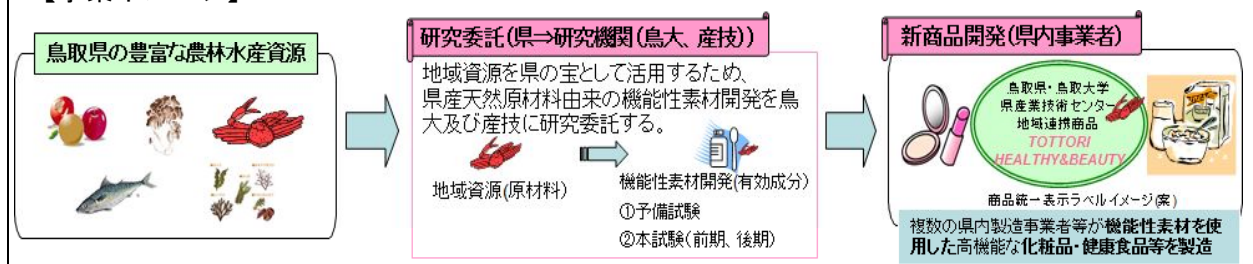 鳥取県の豊富な農林水産資源
研究委託(県⇒研究機関(鳥大、産技))
地域資源を県の宝として活用するため、
県産天然原材料由来の機能性素材開発を鳥
大及び産技に研究委託する。
地域資源(原材料)
機能性素材開発(有効成分)
①予備試験
②本試験(前期、後期)
新商品開発(県内事業者)
鳥取県・鳥取大学
県産業技術センター
地域連携商品
TOTTORI
HEALTHY&BEAUTY
商品統一表示ラベルイメージ(案)
複数の県内製造事業者等が機能性素材を使
用した高機能な化粧品・健康食品等を製造